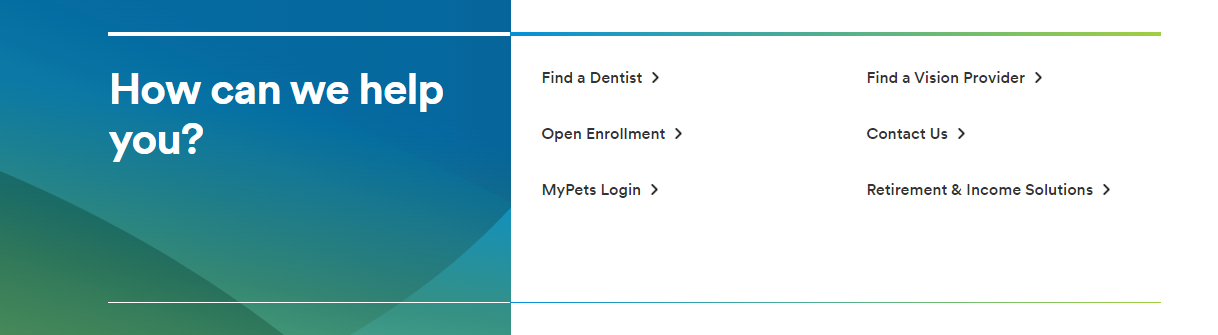 How can we help
you?
Find a Dentist
Find a Vision Provider
Open Enrollment
Contact Us
MyPets Login
Retirement & Income Solutions